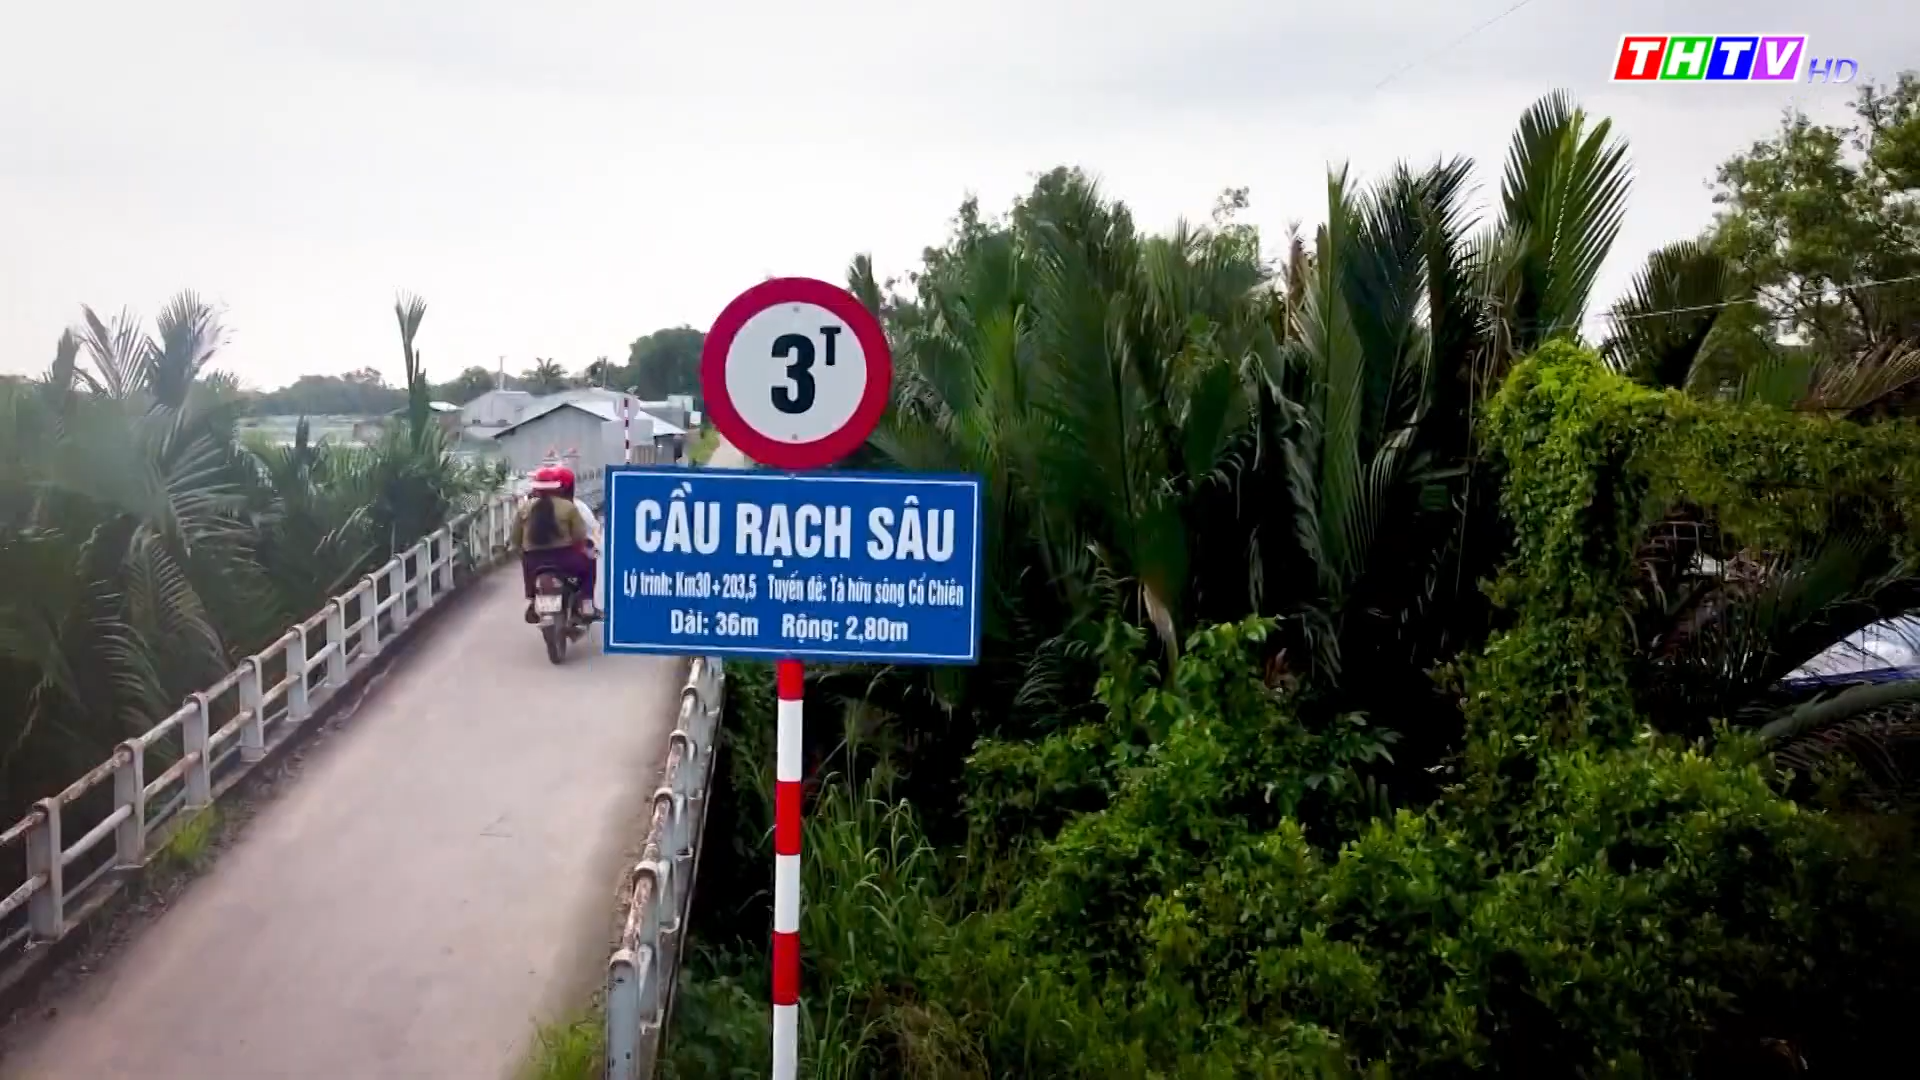 THTV HD
3T
CẦU RẠCH SÂU
Lý trình: Km30+203,5 Tuyến đê: Tả hữu sông Cổ Chiên
Dài: 36m Rộng: 2,80m